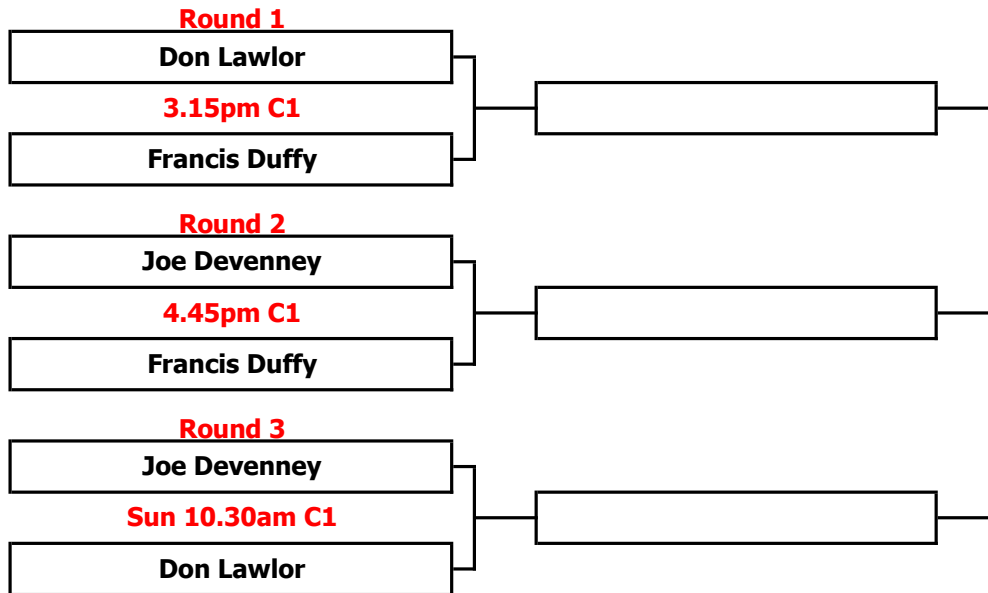 Round 1
Don Lawlor
3.15pm C1
Francis Duffy
Round 2
Joe Devenney
4.45pm C1
Francis Duffy
Round 3
Joe Devenney
Sun 10.30am C1
Don Lawlor